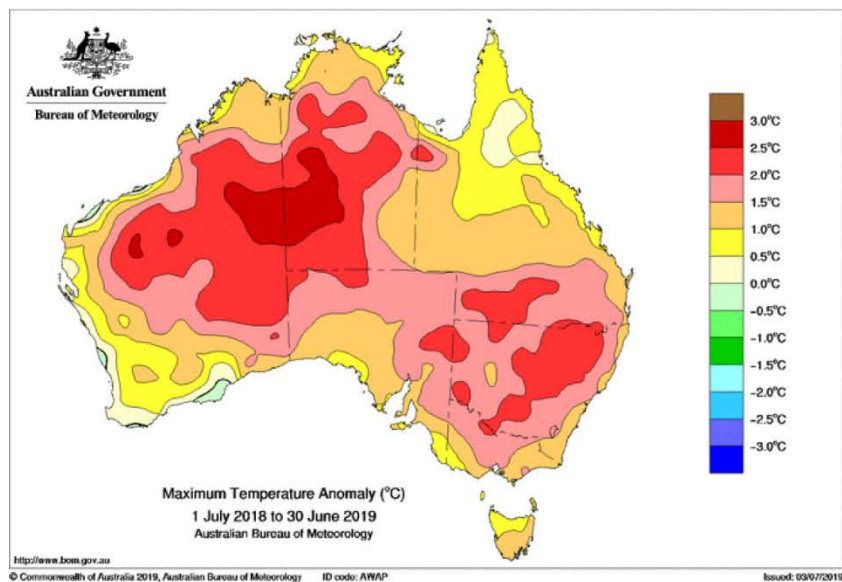 Australian Government
Bureau of Meteorology
3.0°C
2.5°C
2.0°C
1.5°C
1.0°C
0.5°C
0.0°C
-0.5°C
-1.0°C
-1.5°C
-2.0°C
-2.5°C
-3.0°C
Maximum Temperature Anomaly (°C)
1 July 2018 to 30 June 2019
Australian Bureau of Meteorology
http://www.bom.gov.au
© Commonwealth of Australia 2019, Australian Bureau of Meteorology ID code: AWAP Issued: 03/07/2019